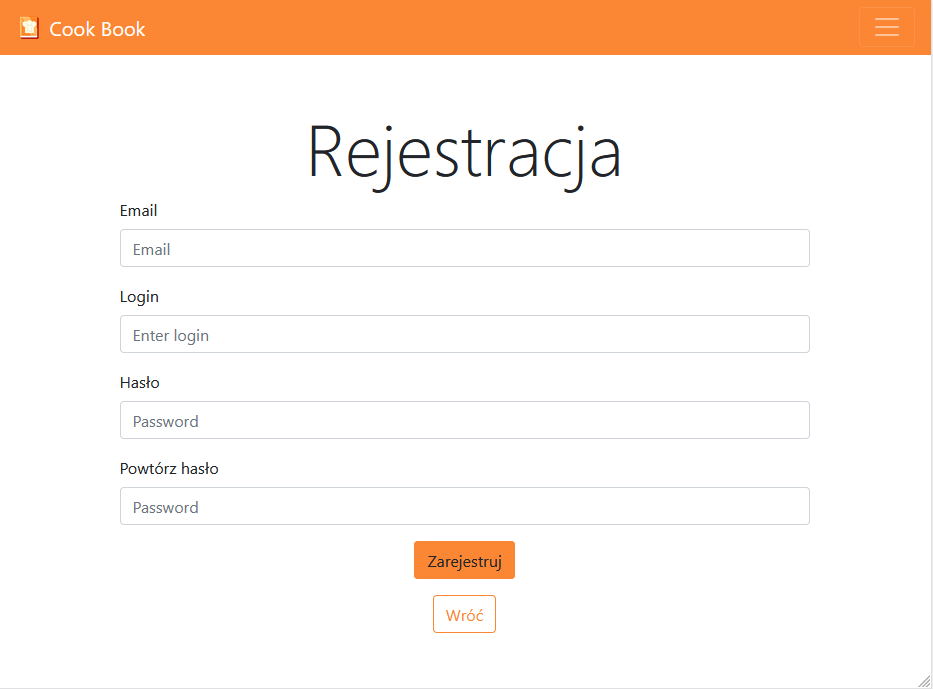 Cook Book
Rejestracja
Email
Email
Login
Enter login
Hasło
Password
Powtórz hasło
Password
Zarejestruj
Wróć